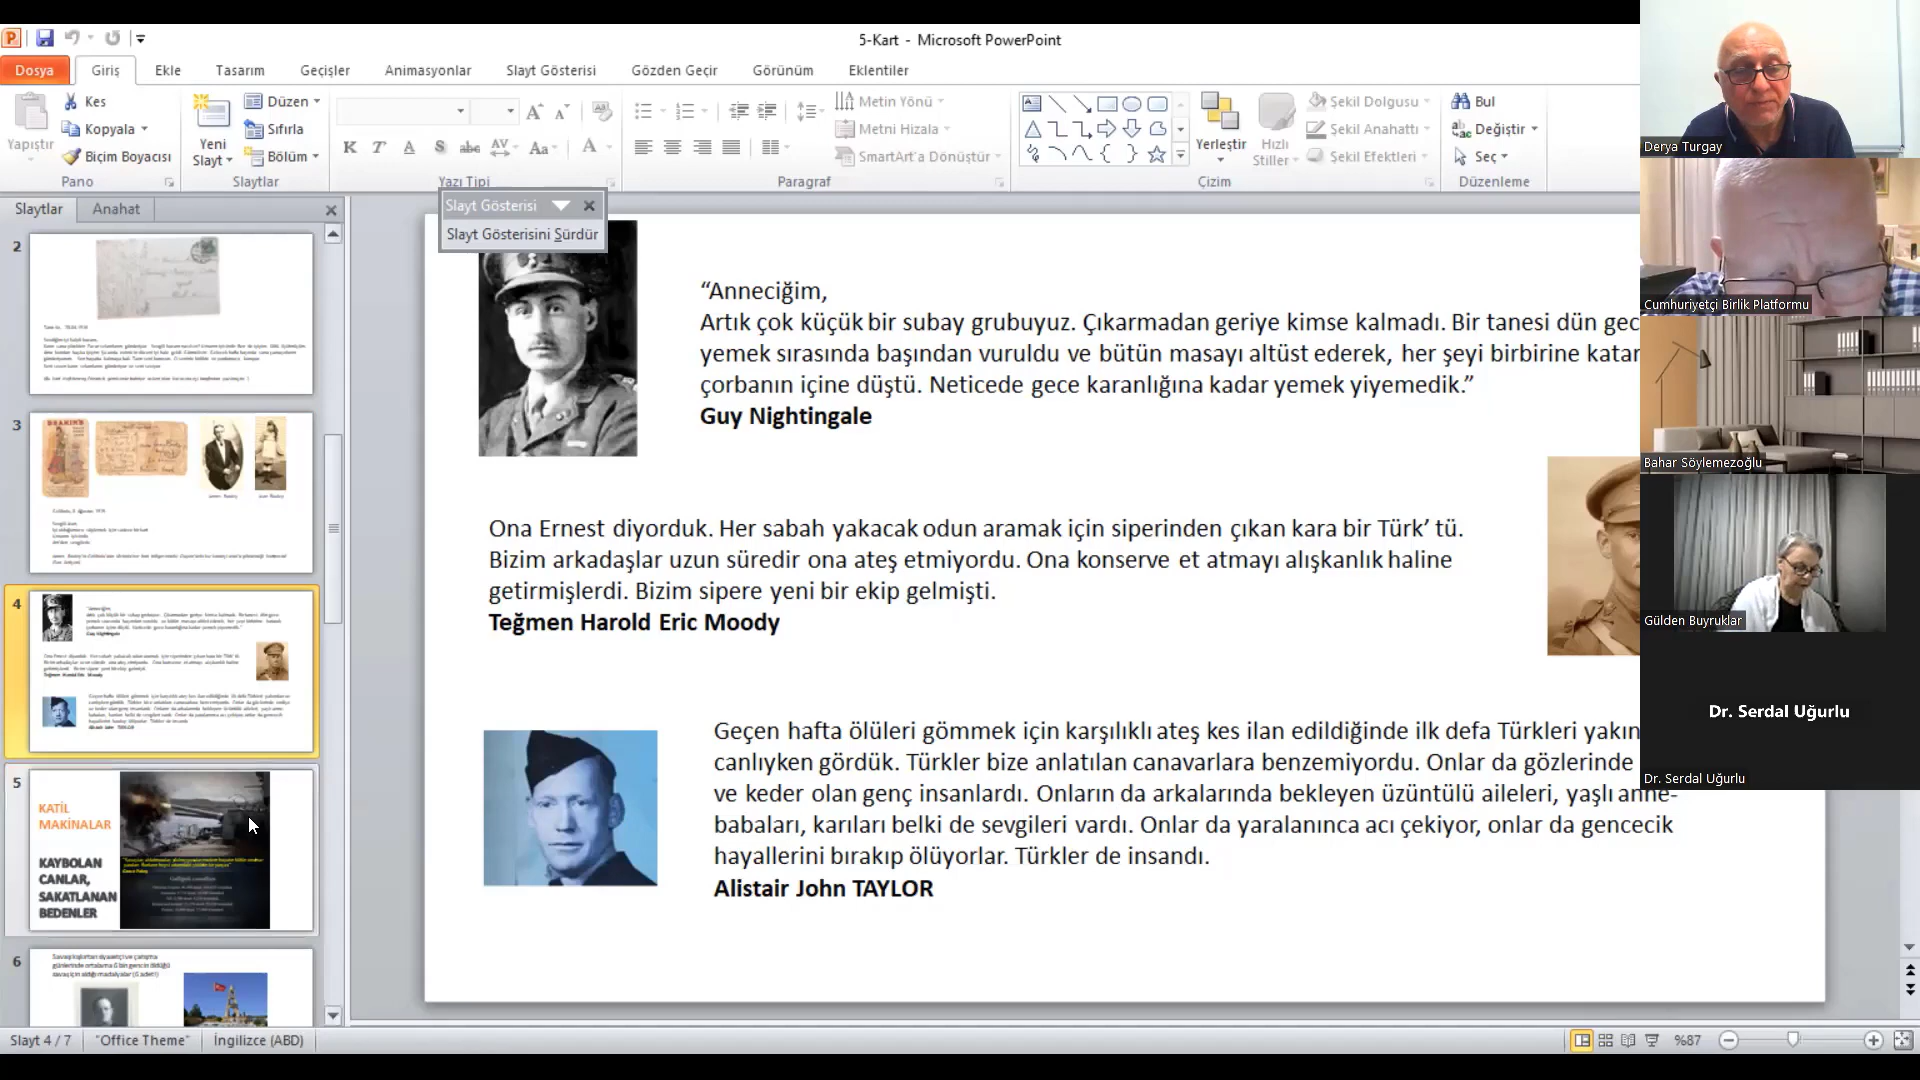 5-Kart - Microsoft PowerPoint
Dosya Giriş Ekle Tasarım Geçişler Animasyonlar Slayt Gösterisi Gözden Geçir Görünüm Eklentiler
Yapıştır
Kes
Kopyala
Biçim Boyacısı
Pano
Yeni Slayt
Düzen
Sıfırla
Bölüm
Slaytlar
Yazı Tipi
Metin Yönü
Metni Hizala
SmartArt'a Dönüştür
Paragraf
Yerleştir
Hızlı Stiller
Şekil Dolgusu
Şekil Anahattı
Şekil Efektleri
Çizim
Bul
Değiştir
Seç
Düzenleme
Slaytlar Anahat
Slayt Gösterisi
Slayt Gösterisini Sürdür
2
3
4
5
KATİL
MAKİNALAR
KAYBOLAN
CANLAR,
SAKATLANAN
BEDENLER
6
“Anneciğim,
Artık çok küçük bir subay grubuyuz. Çıkarmadan geriye kimse kalmadı. Bir tanesi dün gec
yemek sırasında başından vuruldu ve bütün masayı altüst ederek, her şeyi birbirine katar
çorbanın içine düştü. Neticede gece karanlığına kadar yemek yiyemedik.”
Guy Nightingale
Ona Ernest diyorduk. Her sabah yakacak odun aramak için siperinden çıkan kara bir Türk’ tü.
Bizim arkadaşlar uzun süredir ona ateş etmiyordu. Ona konserve et atmayı alışkanlık haline
getirmişlerdi. Bizim sipere yeni bir ekip gelmişti.
Teğmen Harold Eric Moody
Geçen hafta ölüleri gömmek için karşılıklı ateş kes ilan edildiğinde ilk defa Türkleri yakın
canlıyken gördük. Türkler bize anlatılan canavarlara benzemiyordu. Onlar da gözlerinde
ve keder olan genç insanlardı. Onların da arkalarında bekleyen üzüntülü aileleri, yaşlı anne-
babaları, karıları belki de sevgileri vardı. Onlar da yaralanınca acı çekiyor, onlar da gencecik
hayallerini bırakıp ölüyorlar. Türkler de insandı.
Alistair John TAYLOR
Derya Turgay
Cumhuriyetçi Birlik Platformu
Bahar Söylemezoğlu
Gülden Buyruklar
Dr. Serdal Uğurlu
Dr. Serdal Uğurlu
Slayt 4 / 7 "Office Theme" İngilizce (ABD) %87